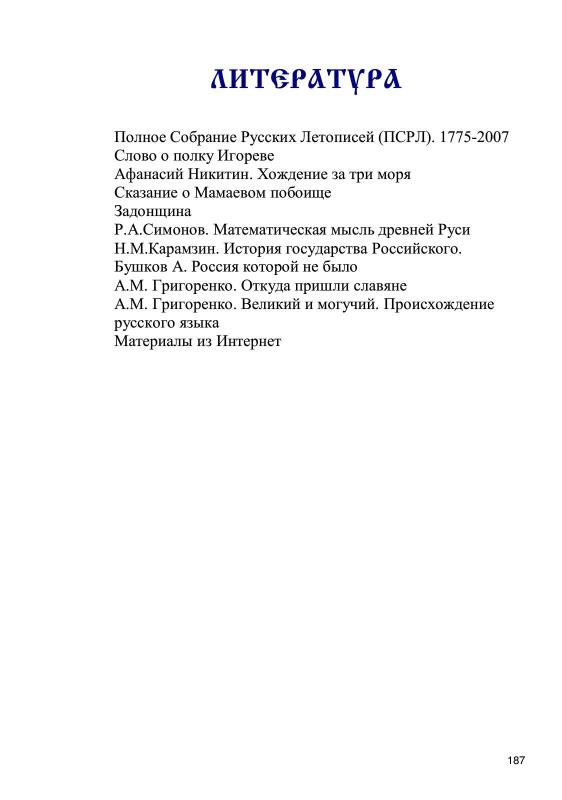 ЛИТЕРАТУРА
Полное Собрание Русских Летописей (ПСРЛ). 1775-2007
Слово о полку Игореве
Афанасий Никитин. Хождение за три моря
Сказание о Мамаевом побоище
Задонщина
Р.А.Симонов. Математическая мысль древней Руси
Н.М.Карамзин. История государства Российского.
Бушков А. Россия которой не было
А.М. Григоренко. Откуда пришли славяне
А.М. Григоренко. Великий и могучий. Происхождение
русского языка
Материалы из Интернет
187